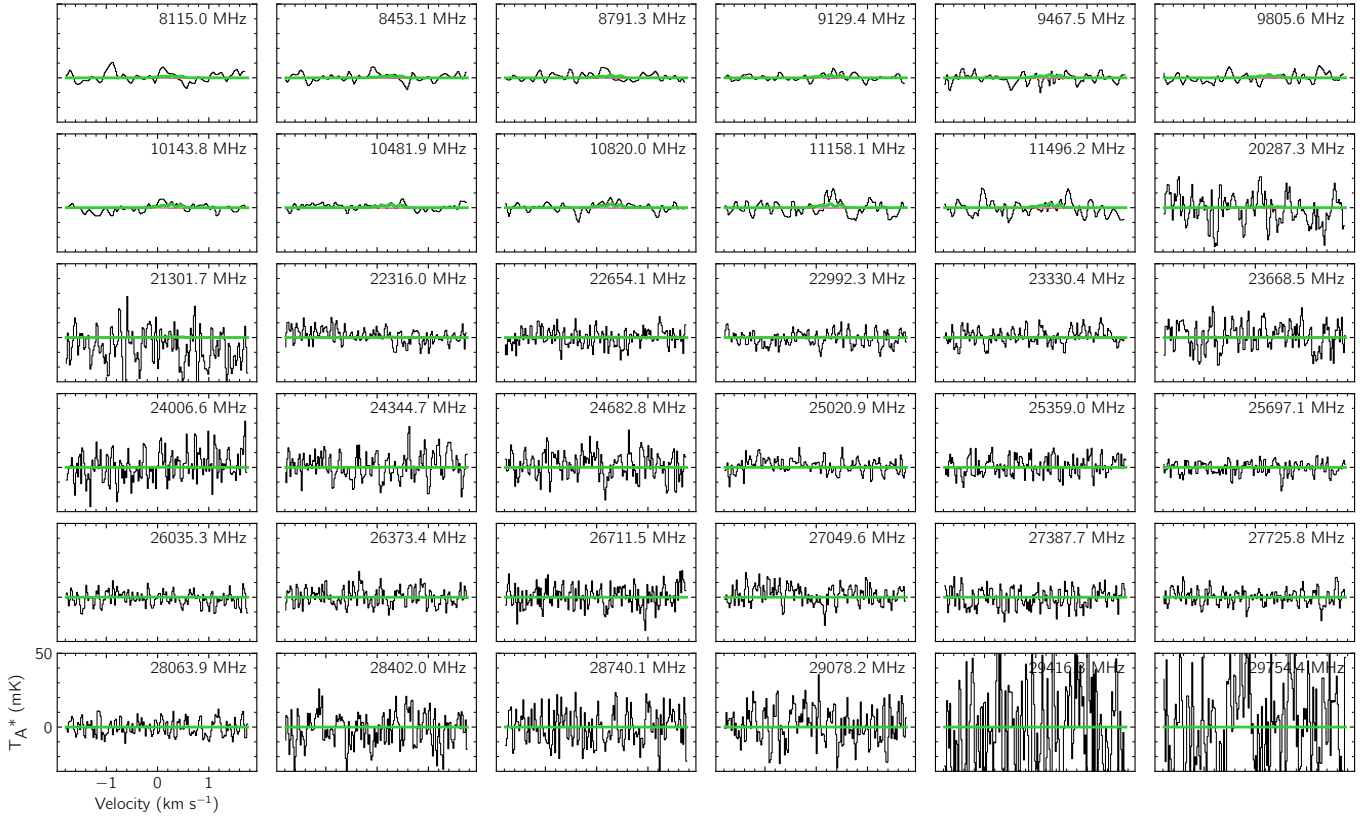 8115.0 MHz
8453.1 MHz
8791.3 MHz
9129.4 MHz
9467.5 MHz
9805.6 MHz
10143.8 MHz
10481.9 MHz
10820.0 MHz
11158.1 MHz
11496.2 MHz
20287.3 MHz
21301.7 MHz
22316.0 MHz
22654.1 MHz
22992.3 MHz
23330.4 MHz
23668.5 MHz
24006.6 MHz
24344.7 MHz
24682.8 MHz
25020.9 MHz
25359.0 MHz
25697.1 MHz
26035.3 MHz
26373.4 MHz
26711.5 MHz
27049.6 MHz
27387.7 MHz
27725.8 MHz
28063.9 MHz
28402.0 MHz
28740.1 MHz
29078.2 MHz
29416.3 MHz
29754.4 MHz
50
0
T_A* (mK)
−1 0 1
Velocity (km s⁻¹)